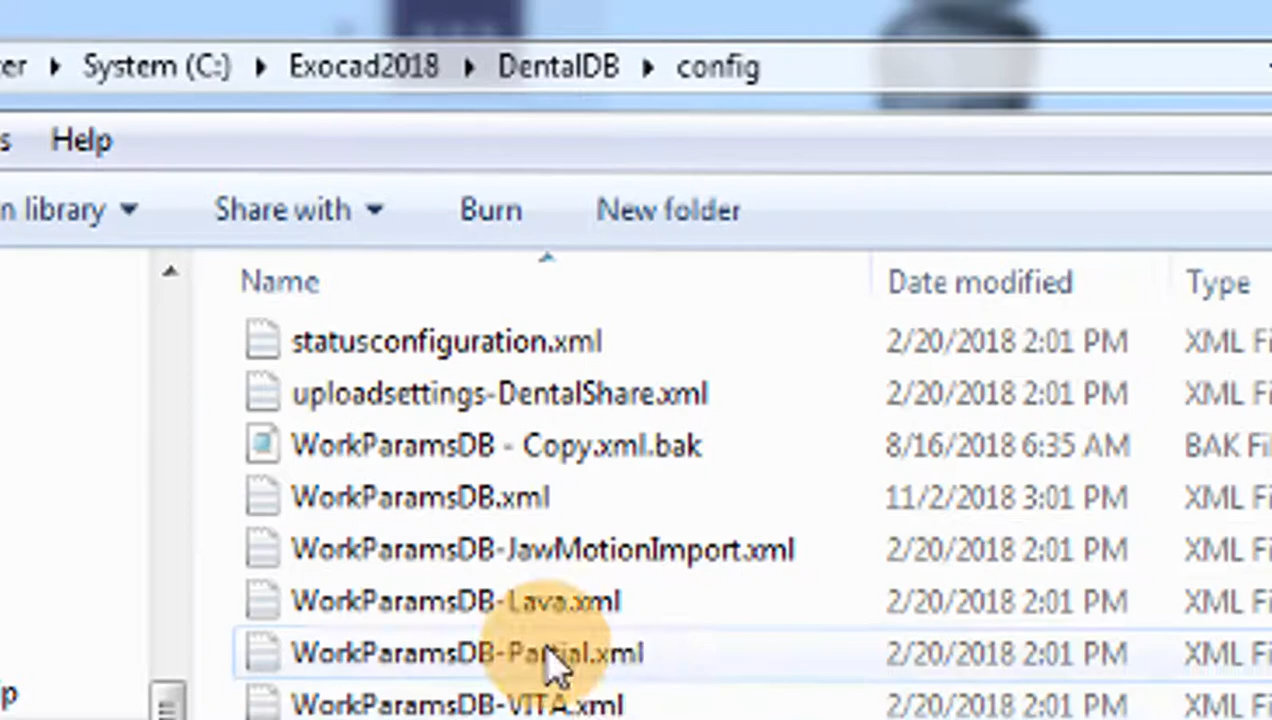 ter ▸ System (C:) ▸ Exocad2018 ▸ DentalDB ▸ config
s Help
n library Share with Burn New folder
Name Date modified Type
statusconfiguration.xml 2/20/2018 2:01 PM XML Fi
uploadsettings-DentalShare.xml 2/20/2018 2:01 PM XML Fi
WorkParamsDB - Copy.xml.bak 8/16/2018 6:35 AM BAK Fi
WorkParamsDB.xml 11/2/2018 3:01 PM XML Fi
WorkParamsDB-JawMotionImport.xml 2/20/2018 2:01 PM XML Fi
WorkParamsDB-Lava.xml 2/20/2018 2:01 PM XML Fi
WorkParamsDB-Partial.xml 2/20/2018 2:01 PM XML Fi
p WorkParamsDB-VITA.xml 2/20/2018 2:01 PM XML Fi